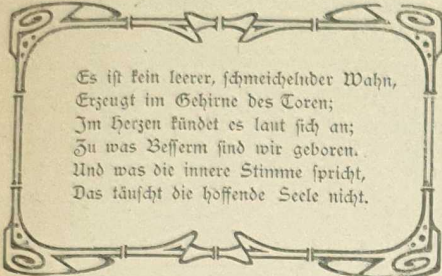 Es ist kein leerer, schmeichelnder Wahn,
Erzeugt im Gehirne des Toren;
Im Herzen kündet es laut sich an;
Zu was Besserm sind wir geboren.
Und was die innere Stimme spricht,
Das täuscht die hoffende Seele nicht.